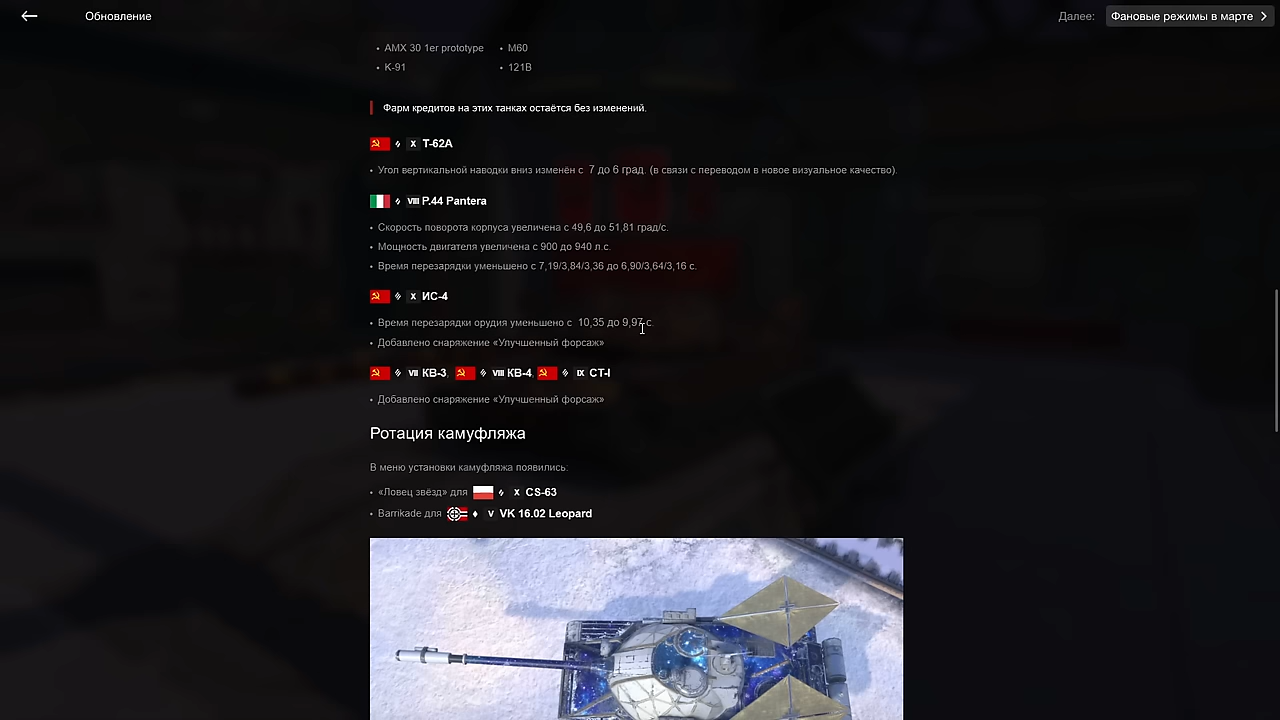 Обновление
Далее: Фановые режимы в марте
• AMX 30 1er prototype • M60
• K-91 • 121B
Фарм кредитов на этих танках остаётся без изменений.
X Т-62А
• Угол вертикальной наводки вниз изменён с 7 до 6 град. (в связи с переводом в новое визуальное качество).
VIII P.44 Pantera
• Скорость поворота корпуса увеличена с 49,6 до 51,81 град/с.
• Мощность двигателя увеличена с 900 до 940 л.с.
• Время перезарядки уменьшено с 7,19/3,84/3,36 до 6,90/3,64/3,16 с.
X ИС-4
• Время перезарядки орудия уменьшено с 10,35 до 9,97 с.
• Добавлено снаряжение «Улучшенный форсаж»
VII КВ-3, VIII КВ-4, IX СТ-I
• Добавлено снаряжение «Улучшенный форсаж»
Ротация камуфляжа
В меню установки камуфляжа появились:
• «Ловец звёзд» для X CS-63
• Barrikade для V VK 16.02 Leopard